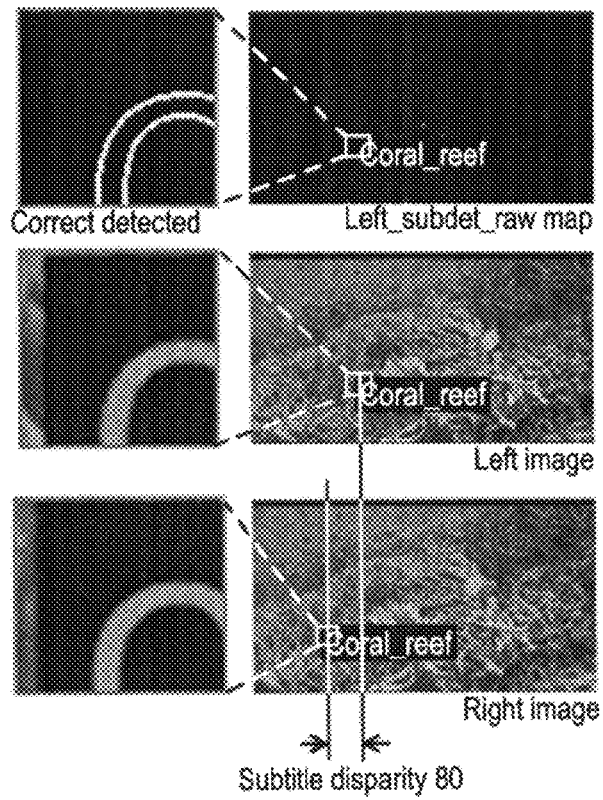 Coral_reef
Correct detected
Left_subdet_raw map
Coral_reef
Left image
Coral_reef
Right image
Subtitle disparity 80